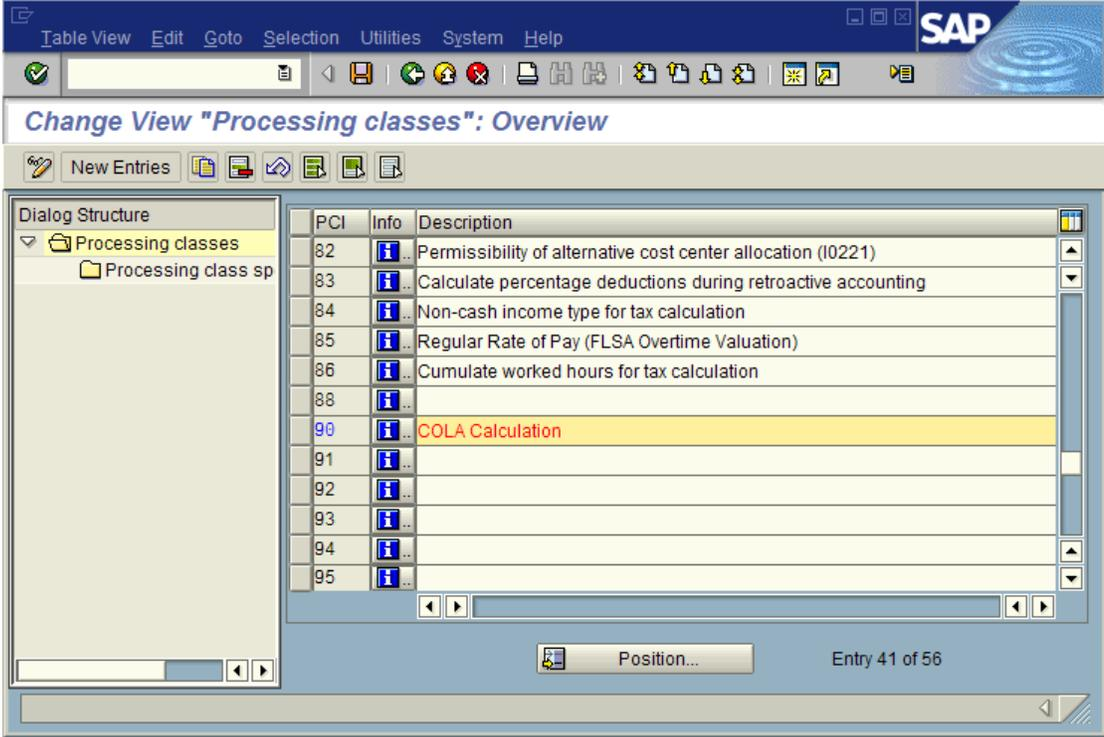 Table View Edit Goto Selection Utilities System Help
SAP
Change View "Processing classes": Overview
New Entries
Dialog Structure
Processing classes
Processing class sp
PCl Info Description
82 Permissibility of alternative cost center allocation (I0221)
83 Calculate percentage deductions during retroactive accounting
84 Non-cash income type for tax calculation
85 Regular Rate of Pay (FLSA Overtime Valuation)
86 Cumulate worked hours for tax calculation
88
90 COLA Calculation
91
92
93
94
95
Position... Entry 41 of 56